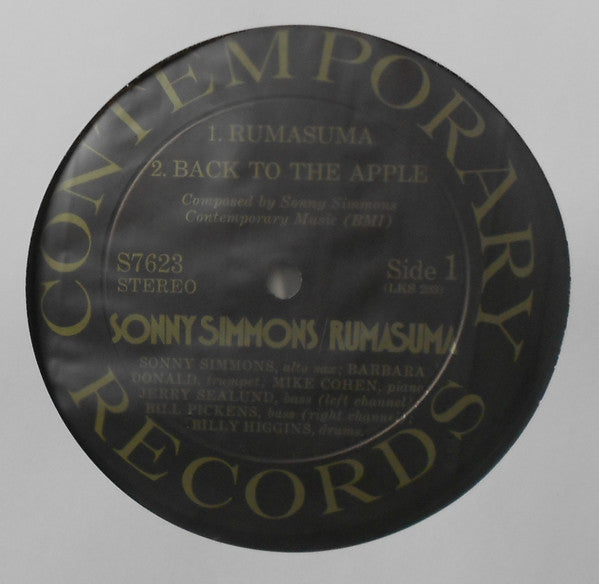 CONTEMPORARY
1. RUMASUMA
2. BACK TO THE APPLE
Composed by Sonny Simmons
Contemporary Music (BMI)
S7623
STEREO
Side 1
SONNY SIMMONS/RUMASUMA
SONNY SIMMONS, alto sax; BARBARA
DONALD, trumpet; MIKE COHEN, piano;
JERRY SEALUND, bass (left channel);
BILL PICKENS, bass (right channel);
BILLY HIGGINS, drums.
RECORDS